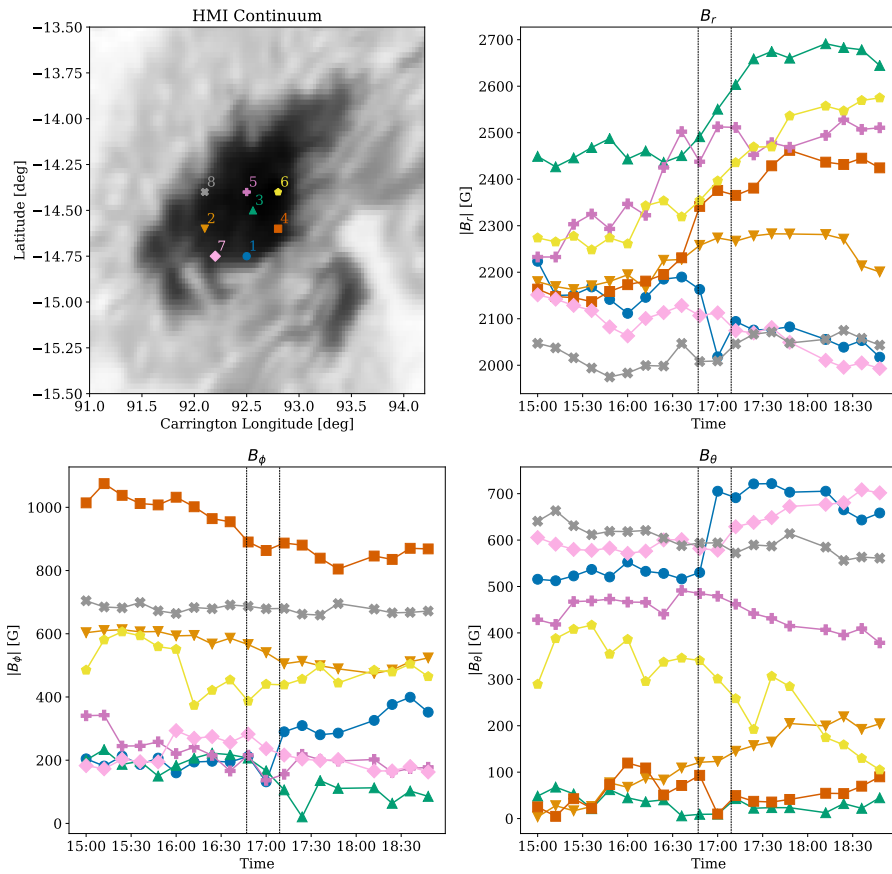 HMI Continuum
−13.50
−13.75
−14.00
−14.25
−14.50
−14.75
−15.00
−15.25
−15.50
Latitude [deg]
8
5
6
3
2
4
7
1
91.0 91.5 92.0 92.5 93.0 93.5 94.0
Carrington Longitude [deg]
B_r
2700
2600
2500
2400
2300
2200
2100
2000
|B_r| [G]
15:00 15:30 16:00 16:30 17:00 17:30 18:00 18:30
Time
B_ϕ
1000
800
600
400
200
0
|B_ϕ| [G]
15:00 15:30 16:00 16:30 17:00 17:30 18:00 18:30
Time
B_θ
700
600
500
400
300
200
100
0
|B_θ| [G]
15:00 15:30 16:00 16:30 17:00 17:30 18:00 18:30
Time